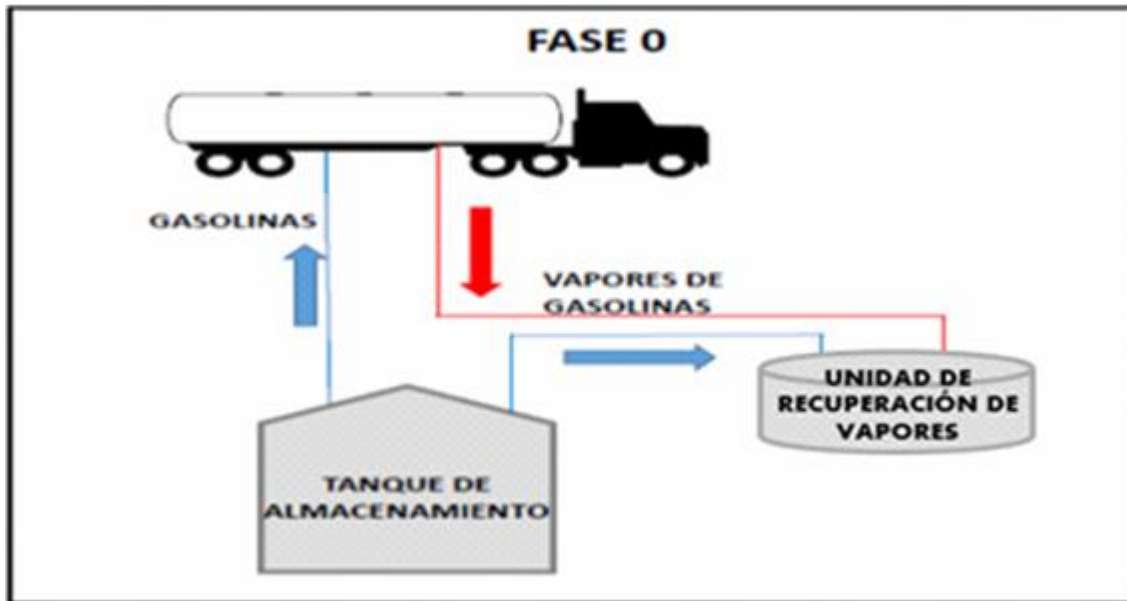 FASE 0
GASOLINAS
VAPORES DE
GASOLINAS
UNIDAD DE
RECUPERACIÓN DE
VAPORES
TANQUE DE
ALMACENAMIENTO